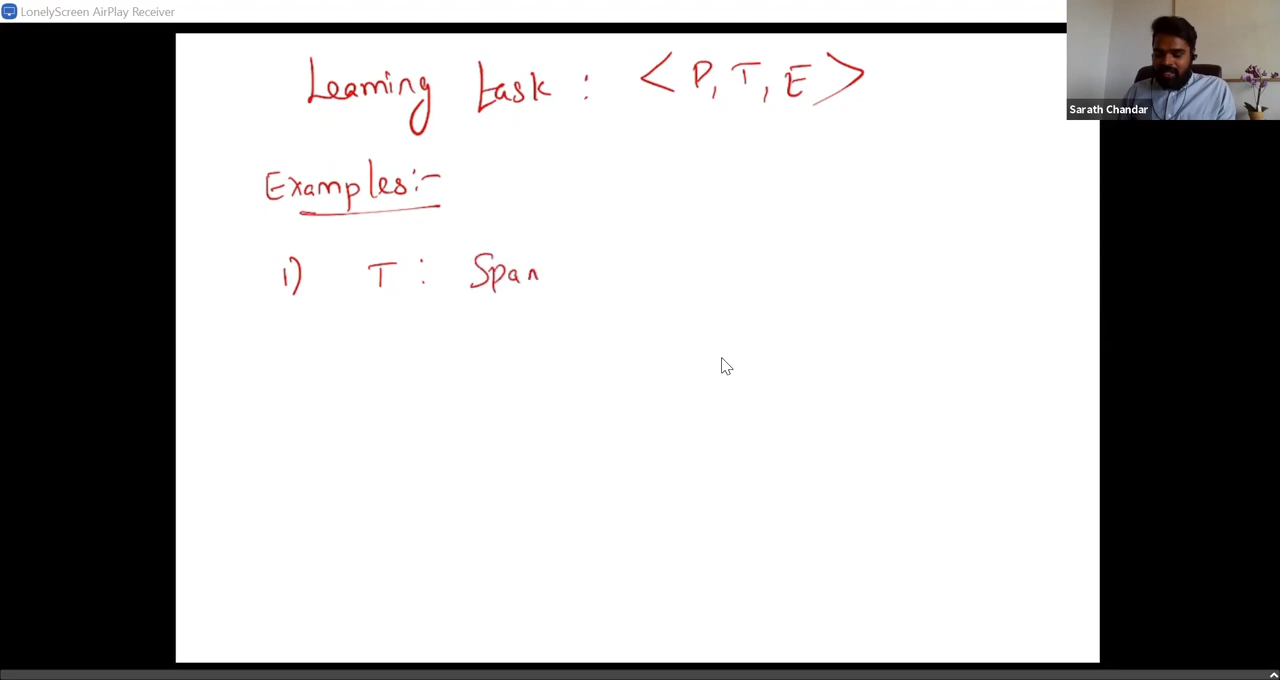 LonelyScreen AirPlay Receiver
Learning task : < P, T, E >
Sarath Chandar
Examples:-
1) T : Span